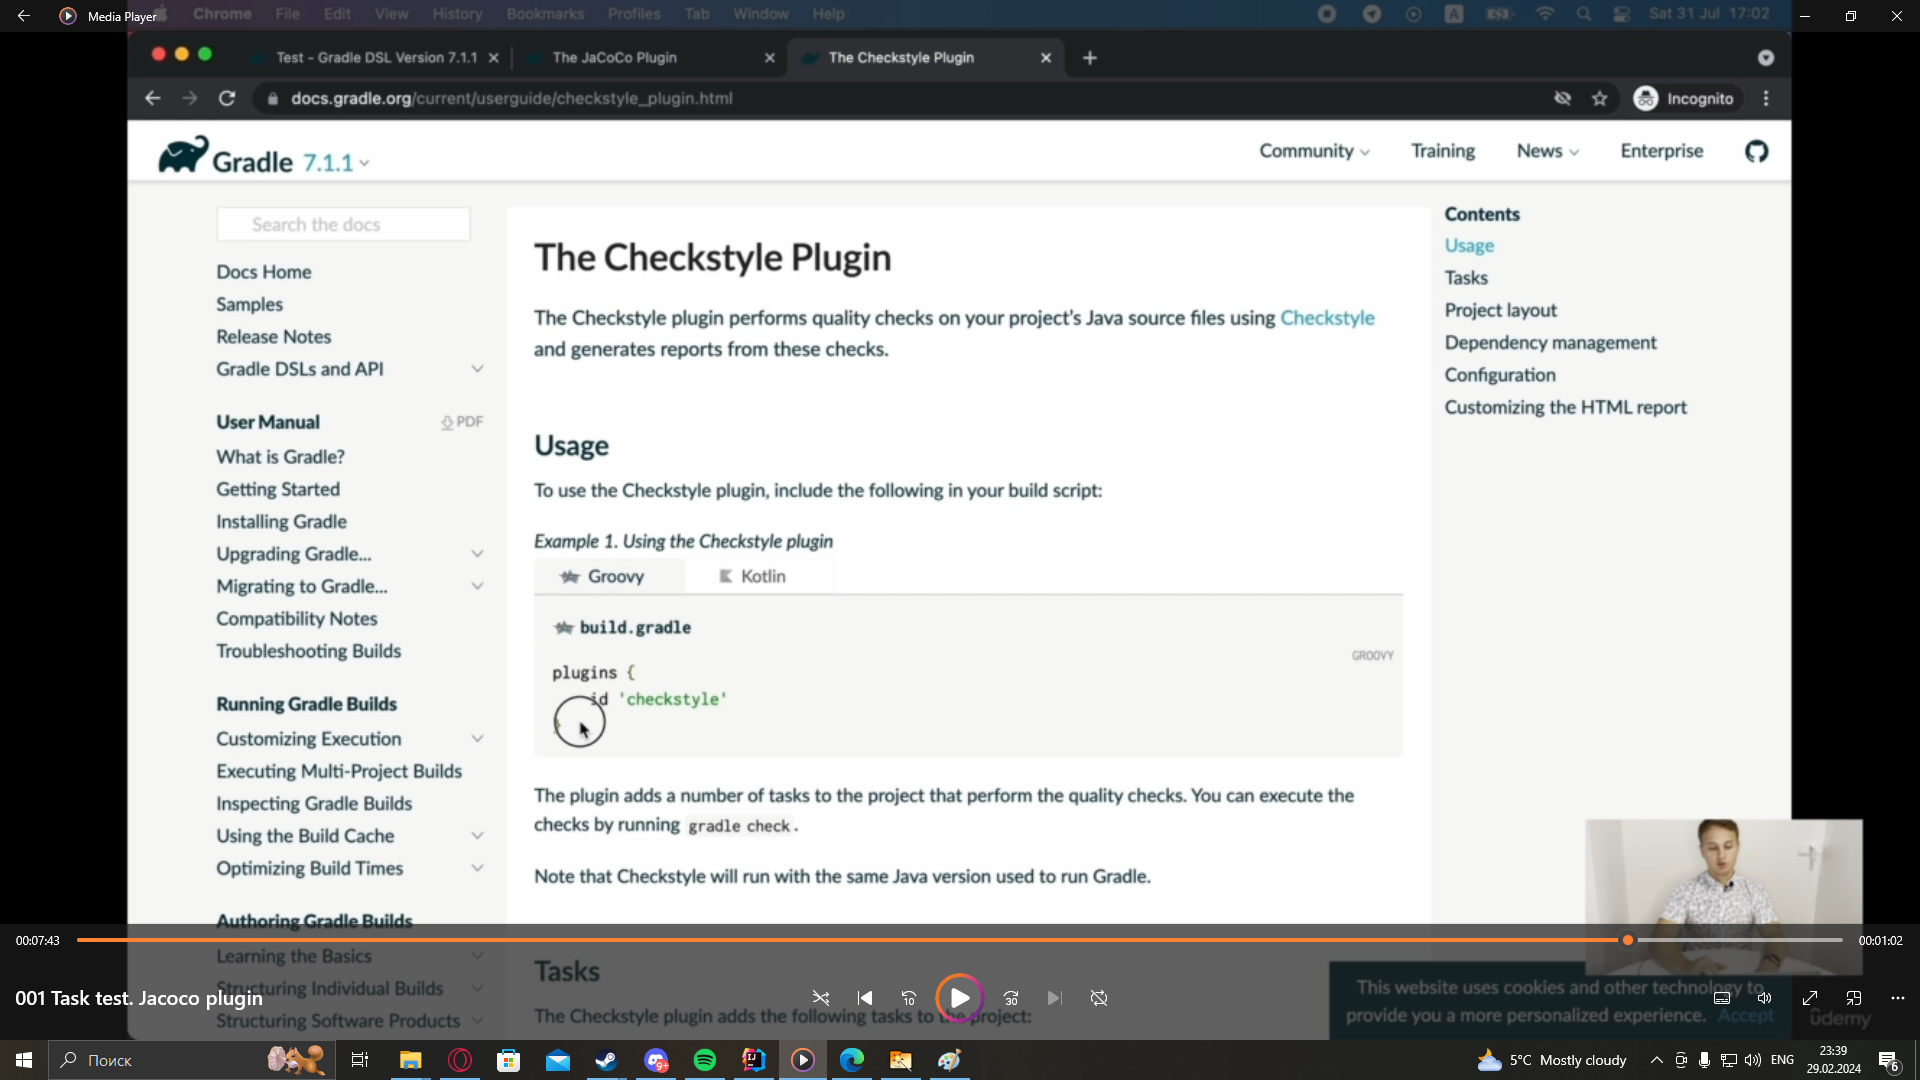 Media Player
Chrome File Edit View History Bookmarks Profiles Tab Window Help
A
Sat 31 Jul 17:02
Test - Gradle DSL Version 7.1.1
The JaCoCo Plugin
The Checkstyle Plugin
docs.gradle.org/current/userguide/checkstyle_plugin.html
Incognito
Gradle 7.1.1
Community
Training
News
Enterprise
Search the docs
Docs Home
Samples
Release Notes
Gradle DSLs and API
User Manual
PDF
What is Gradle?
Getting Started
Installing Gradle
Upgrading Gradle...
Migrating to Gradle...
Compatibility Notes
Troubleshooting Builds
Running Gradle Builds
Customizing Execution
Executing Multi-Project Builds
Inspecting Gradle Builds
Using the Build Cache
Optimizing Build Times
Authoring Gradle Builds
Learning the Basics
Structuring Individual Builds
Structuring Software Products
The Checkstyle Plugin
The Checkstyle plugin performs quality checks on your project's Java source files using Checkstyle
and generates reports from these checks.
Usage
To use the Checkstyle plugin, include the following in your build script:
Example 1. Using the Checkstyle plugin
Groovy
Kotlin
build.gradle
GROOVY
plugins {
id 'checkstyle'
}
The plugin adds a number of tasks to the project that perform the quality checks. You can execute the
checks by running gradle check.
Note that Checkstyle will run with the same Java version used to run Gradle.
Tasks
The Checkstyle plugin adds the following tasks to the project:
Contents
Usage
Tasks
Project layout
Dependency management
Configuration
Customizing the HTML report
This website uses cookies and other technology to
provide you a more personalized experience. Accept
ûdemy
00:07:43
00:01:02
001 Task test. Jacoco plugin
10
30
Поиск
9+
5°C Mostly cloudy
ENG
23:39
29.02.2024
6